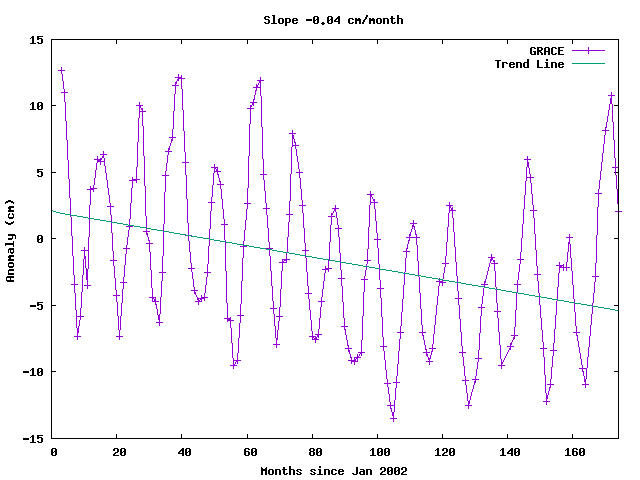 Slope -0.04 cm/month
GRACE
Trend Line
15
10
5
0
-5
-10
-15
Anomaly (cm)
0 20 40 60 80 100 120 140 160
Months since Jan 2002